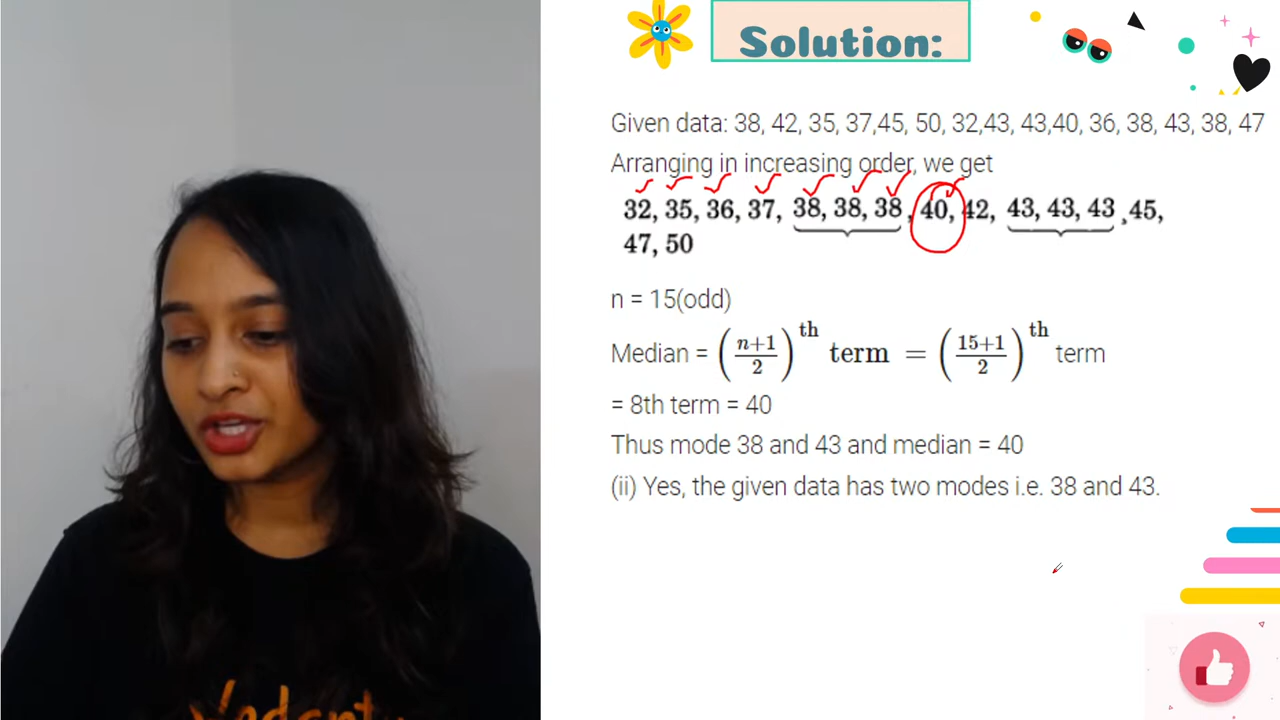 Solution:
Given data: 38, 42, 35, 37,45, 50, 32,43, 43,40, 36, 38, 43, 38, 47
Arranging in increasing order, we get
32, 35, 36, 37, 38, 38, 38, 40, 42, 43, 43, 43, 45,
47, 50
n = 15(odd)
Median = (n+1/2)th term = (15+1/2)th term
= 8th term = 40
Thus mode 38 and 43 and median = 40
(ii) Yes, the given data has two modes i.e. 38 and 43.